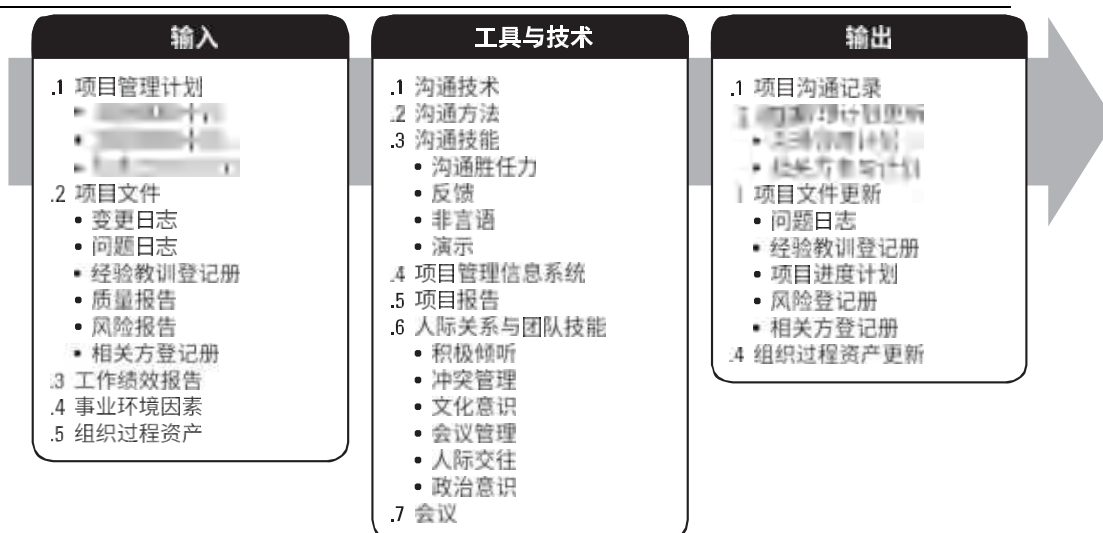 输入
.1 项目管理计划
.2 项目文件
• 变更日志
• 问题日志
• 经验教训登记册
• 质量报告
• 风险报告
• 相关方登记册
.3 工作绩效报告
.4 事业环境因素
.5 组织过程资产
工具与技术
.1 沟通技术
.2 沟通方法
.3 沟通技能
• 沟通胜任力
• 反馈
• 非言语
• 演示
.4 项目管理信息系统
.5 项目报告
.6 人际关系与团队技能
• 积极倾听
• 冲突管理
• 文化意识
• 会议管理
• 人际交往
• 政治意识
.7 会议
输出
.1 项目沟通记录
计划更新
项目文件更新
• 问题日志
• 经验教训登记册
• 项目进度计划
• 风险登记册
• 相关方登记册
.4 组织过程资产更新